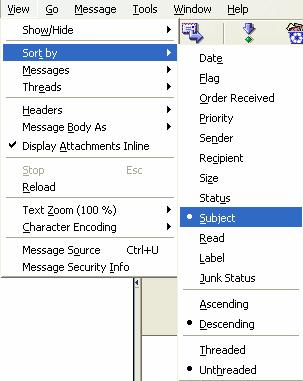 View Go Message Tools Window Help
Show/Hide
Sort by
Messages
Threads
Headers
Message Body As
Display Attachments Inline
Stop Esc
Reload
Text Zoom (100 %)
Character Encoding
Message Source Ctrl+U
Message Security Info
Date
Flag
Order Received
Priority
Sender
Recipient
Size
Status
Subject
Read
Label
Junk Status
Ascending
Descending
Threaded
Unthreaded